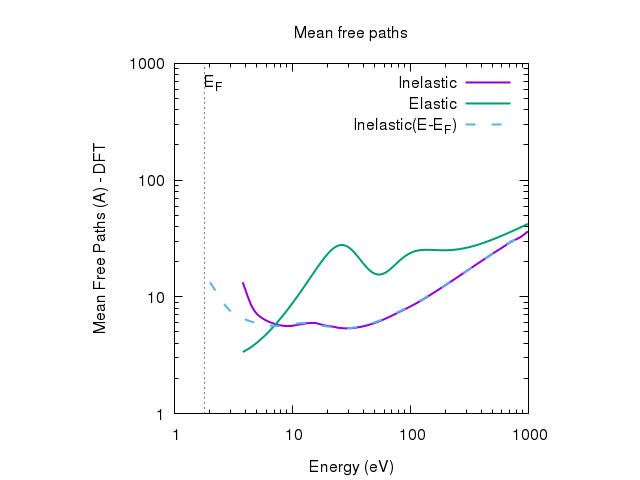 Mean free paths
1000
100
10
1
E_F
Inelastic
Elastic
Inelastic(E-E_F)
Mean Free Paths (A) - DFT
1
10
100
1000
Energy (eV)